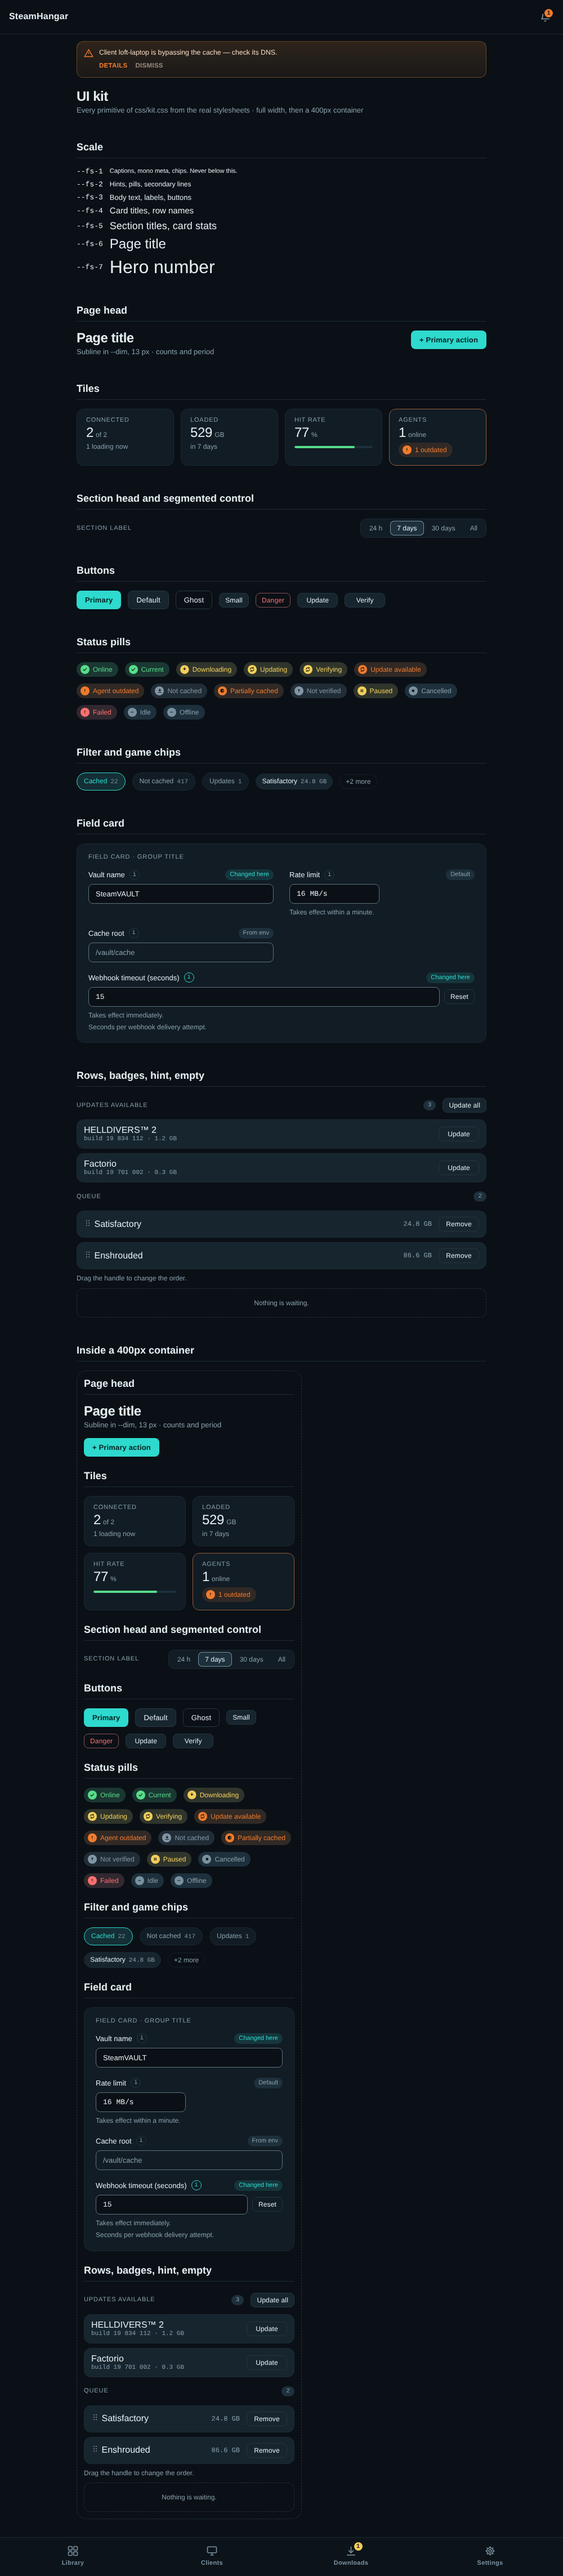 SteamHangar
1
Client loft-laptop is bypassing the cache — check its DNS.
DETAILS DISMISS
UI kit
Every primitive of css/kit.css from the real stylesheets · full width, then a 400px container
Scale
--fs-1 Captions, mono meta, chips. Never below this.
--fs-2 Hints, pills, secondary lines
--fs-3 Body text, labels, buttons
--fs-4 Card titles, row names
--fs-5 Section titles, card stats
--fs-6 Page title
--fs-7 Hero number
Page head
Page title
+ Primary action
Subline in --dim, 13 px · counts and period
Tiles
CONNECTED LOADED HIT RATE AGENTS
2 of 2 529 GB 77 % 1 online
1 loading now in 7 days 1 outdated
Section head and segmented control
SECTION LABEL 24 h 7 days 30 days All
Buttons
Primary Default Ghost Small Danger Update Verify
Status pills
Online Current Downloading Updating Verifying Update available
Agent outdated Not cached Partially cached Not verified Paused Cancelled
Failed Idle Offline
Filter and game chips
Cached 22 Not cached 417 Updates 1 Satisfactory 24.8 GB +2 more
Field card
FIELD CARD · GROUP TITLE
Vault name i Changed here Rate limit i Default
SteamVAULT 16 MB/s
Takes effect within a minute.
Cache root i From env
/vault/cache
Webhook timeout (seconds) i Changed here
15 Reset
Takes effect immediately.
Seconds per webhook delivery attempt.
Rows, badges, hint, empty
UPDATES AVAILABLE 3 Update all
HELLDIVERS™ 2 Update
build 19 834 112 · 1.2 GB
Factorio Update
build 19 701 002 · 0.3 GB
QUEUE 2
Satisfactory 24.8 GB Remove
Enshrouded 86.6 GB Remove
Drag the handle to change the order.
Nothing is waiting.
Inside a 400px container
Page head
Page title
Subline in --dim, 13 px · counts and period
+ Primary action
Tiles
CONNECTED LOADED
2 of 2 529 GB
1 loading now in 7 days
HIT RATE AGENTS
77 % 1 online
1 outdated
Section head and segmented control
SECTION LABEL 24 h 7 days 30 days All
Buttons
Primary Default Ghost Small
Danger Update Verify
Status pills
Online Current Downloading
Updating Verifying Update available
Agent outdated Not cached Partially cached
Not verified Paused Cancelled
Failed Idle Offline
Filter and game chips
Cached 22 Not cached 417 Updates 1
Satisfactory 24.8 GB +2 more
Field card
FIELD CARD · GROUP TITLE
Vault name i Changed here
SteamVAULT
Rate limit i Default
16 MB/s
Takes effect within a minute.
Cache root i From env
/vault/cache
Webhook timeout (seconds) i Changed here
15 Reset
Takes effect immediately.
Seconds per webhook delivery attempt.
Rows, badges, hint, empty
UPDATES AVAILABLE 3 Update all
HELLDIVERS™ 2 Update
build 19 834 112 · 1.2 GB
Factorio Update
build 19 701 002 · 0.3 GB
QUEUE 2
Satisfactory 24.8 GB Remove
Enshrouded 86.6 GB Remove
Drag the handle to change the order.
Nothing is waiting.
1
Library Clients Downloads Settings